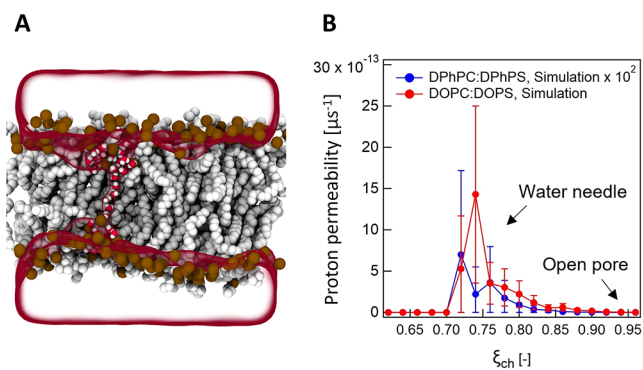 A
B
30 x 10⁻¹³
25
20
15
10
5
0
Proton permeability [µs⁻¹]
DPhPC:DPhPS, Simulation x 10²
DOPC:DOPS, Simulation
Water needle
Open pore
0.65 0.70 0.75 0.80 0.85 0.90 0.95
ξch [-]